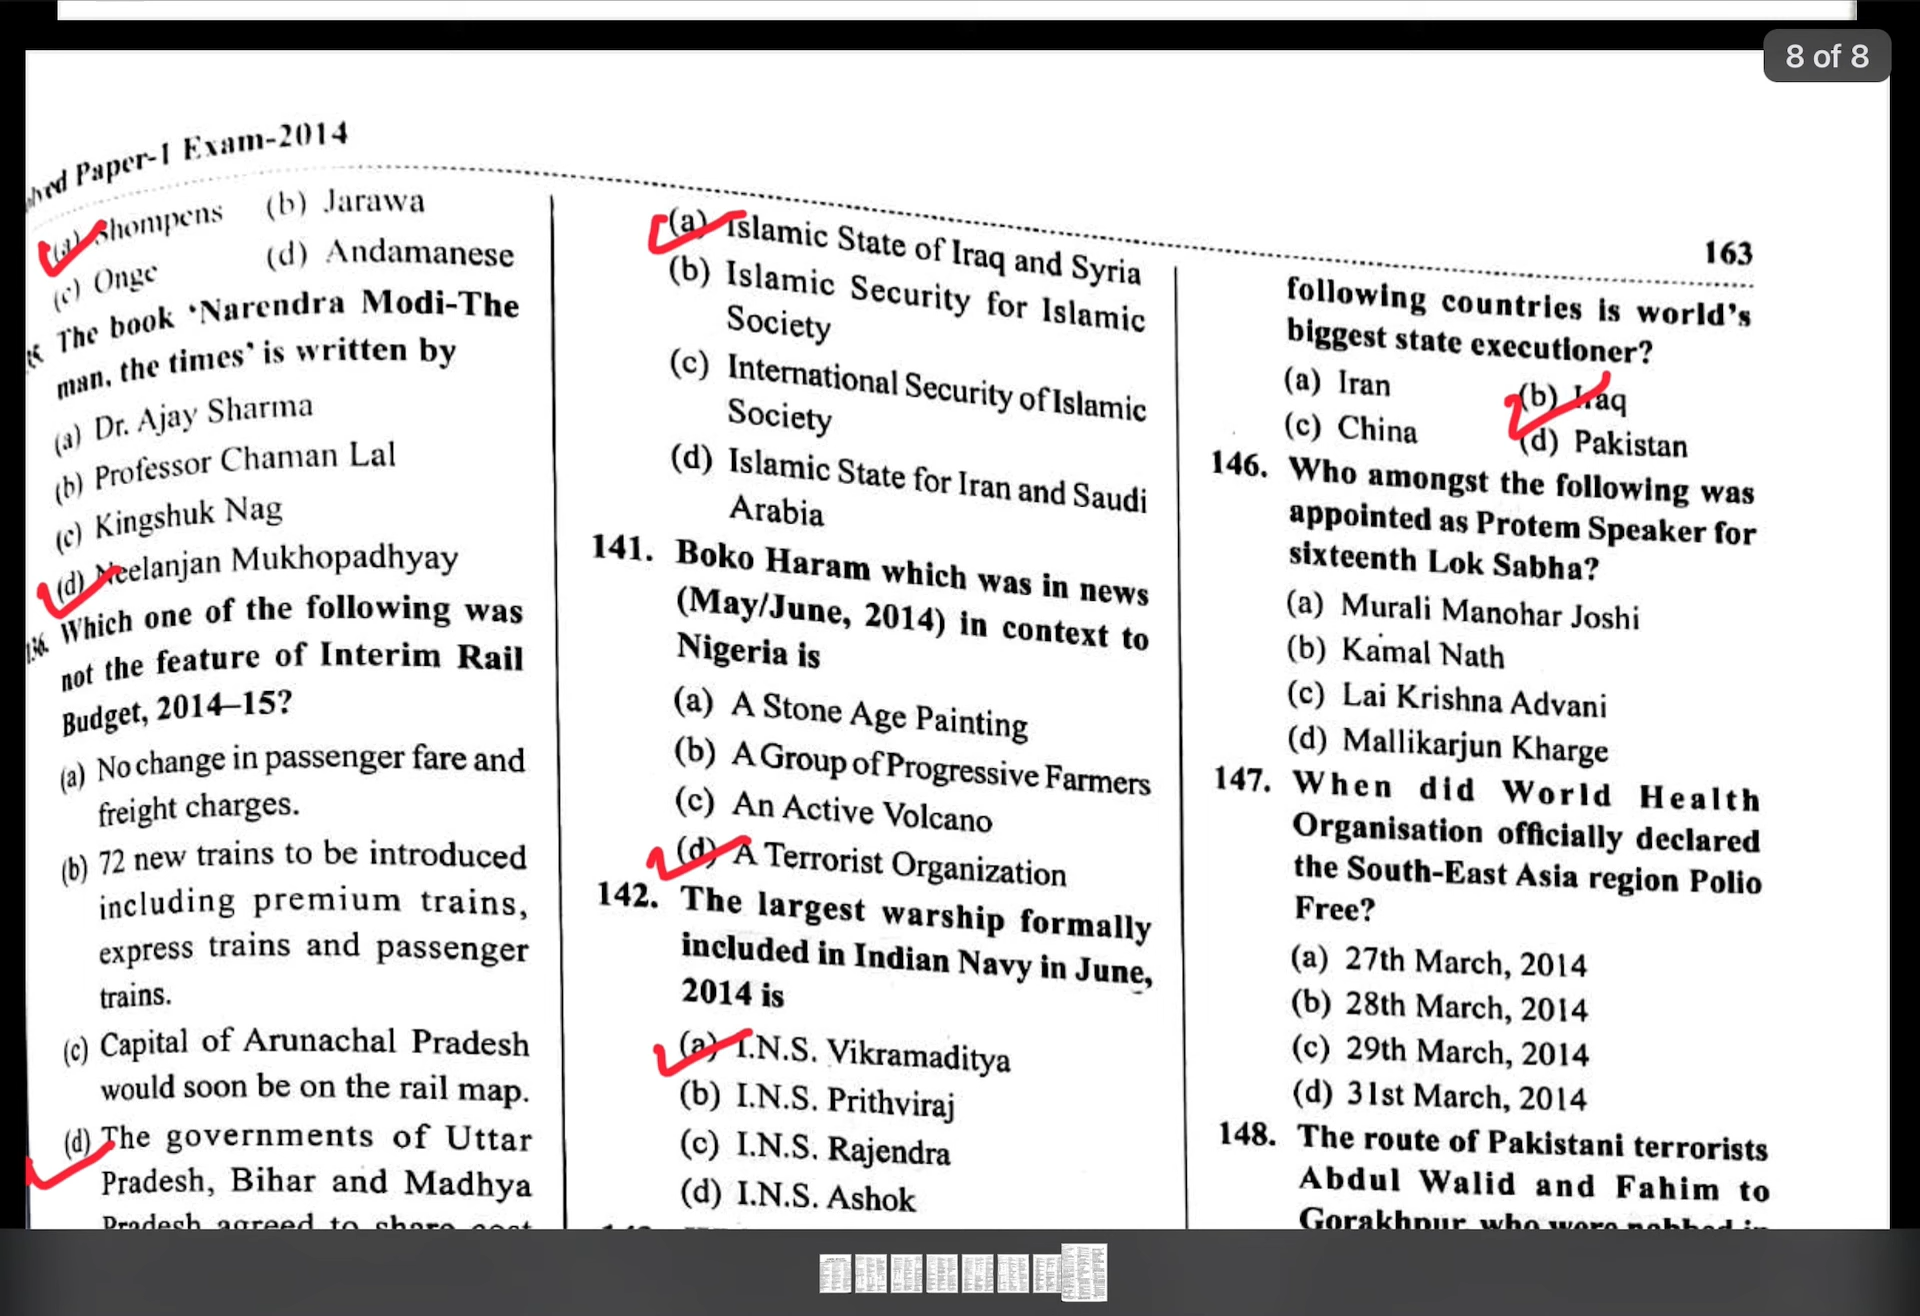 8 of 8
Paper-1 Exam-2014
163
(a) Shompens (b) Jarawa
(c) Onge (d) Andamanese
The book ‘Narendra Modi-The
man, the times’ is written by
(a) Dr. Ajay Sharma
(b) Professor Chaman Lal
(c) Kingshuk Nag
(d) Neelanjan Mukhopadhyay
136. Which one of the following was
not the feature of Interim Rail
Budget, 2014–15?
(a) No change in passenger fare and
freight charges.
(b) 72 new trains to be introduced
including premium trains,
express trains and passenger
trains.
(c) Capital of Arunachal Pradesh
would soon be on the rail map.
(d) The governments of Uttar
Pradesh, Bihar and Madhya
Pradesh agreed to share cost
(a) Islamic State of Iraq and Syria
(b) Islamic Security for Islamic
Society
(c) International Security of Islamic
Society
(d) Islamic State for Iran and Saudi
Arabia
141. Boko Haram which was in news
(May/June, 2014) in context to
Nigeria is
(a) A Stone Age Painting
(b) A Group of Progressive Farmers
(c) An Active Volcano
(d) A Terrorist Organization
142. The largest warship formally
included in Indian Navy in June,
2014 is
(a) I.N.S. Vikramaditya
(b) I.N.S. Prithviraj
(c) I.N.S. Rajendra
(d) I.N.S. Ashok
following countries is world’s
biggest state executioner?
(a) Iran (b) Iraq
(c) China (d) Pakistan
146. Who amongst the following was
appointed as Protem Speaker for
sixteenth Lok Sabha?
(a) Murali Manohar Joshi
(b) Kamal Nath
(c) Lai Krishna Advani
(d) Mallikarjun Kharge
147. When did World Health
Organisation officially declared
the South-East Asia region Polio
Free?
(a) 27th March, 2014
(b) 28th March, 2014
(c) 29th March, 2014
(d) 31st March, 2014
148. The route of Pakistani terrorists
Abdul Walid and Fahim to
Gorakhpur who were nabbed in